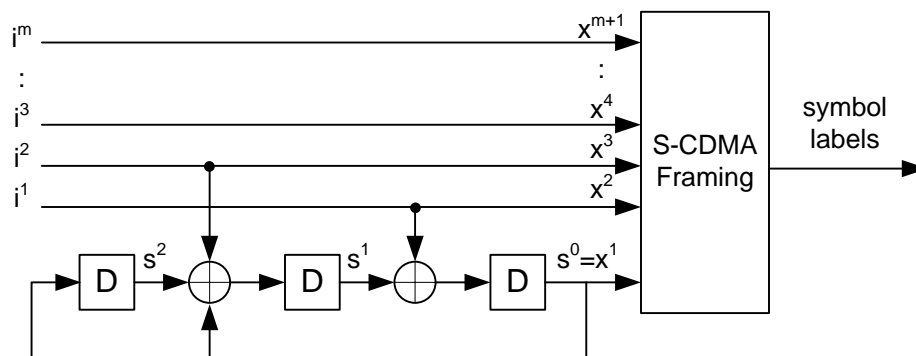 i^m x^{m+1}
: :
i^3 x^4
i^2 x^3
i^1 x^2
S-CDMA
Framing
symbol
labels
D s^2 D s^1 D s^0=x^1